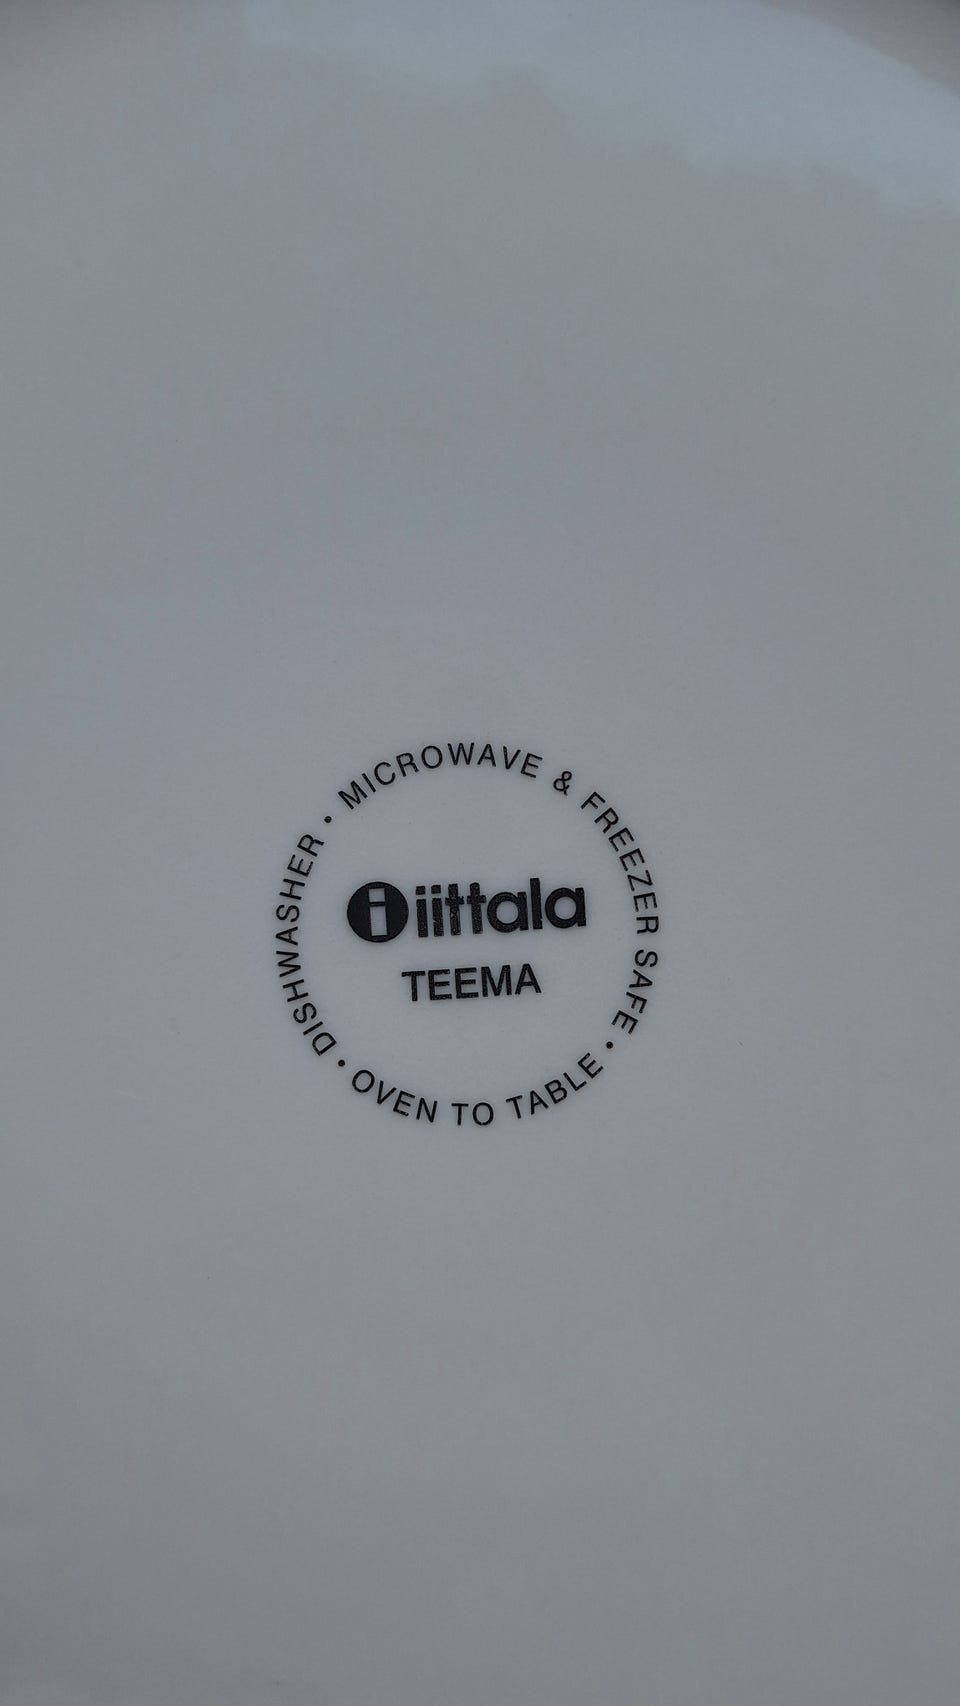 DISHWASHER • MICROWAVE & FREEZER SAFE • OVEN TO TABLE •
i iittala
TEEMA